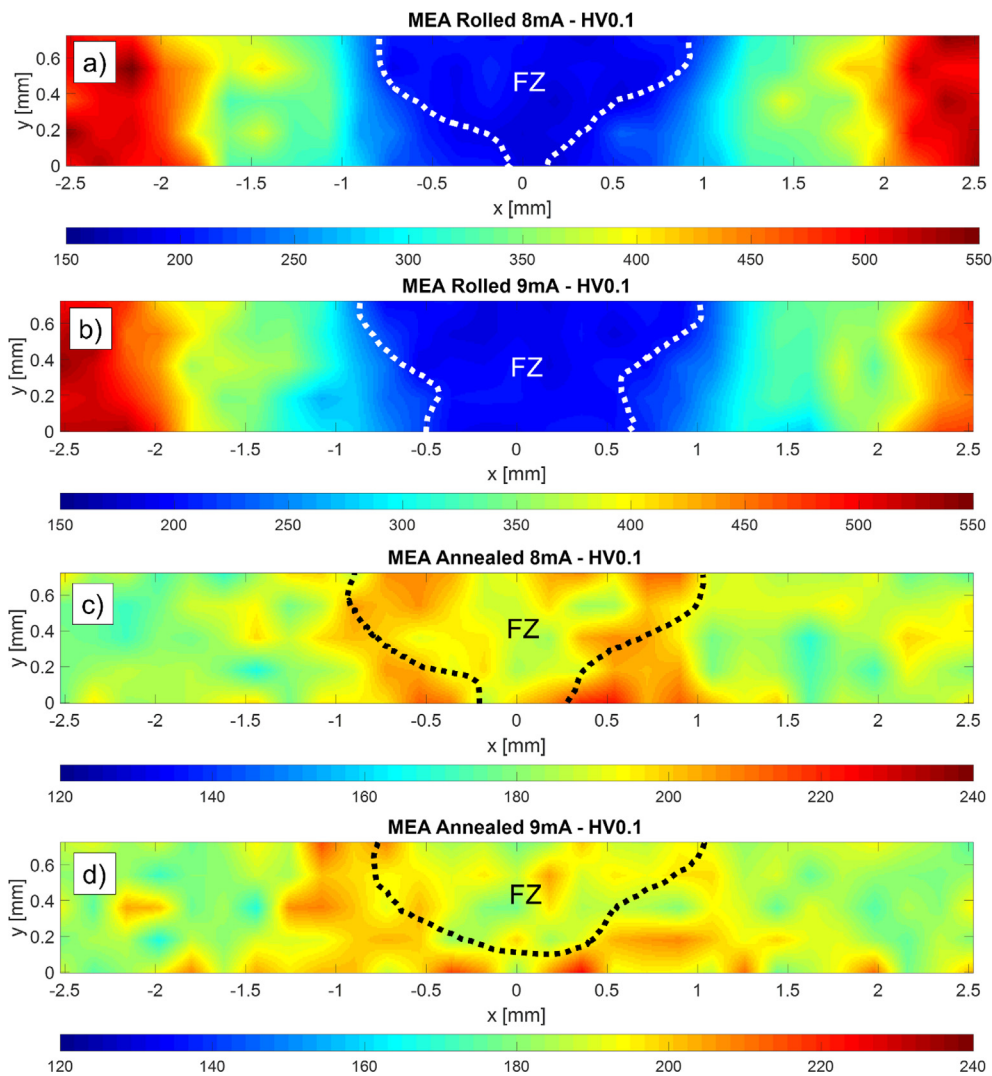 MEA Rolled 8mA - HV0.1
a)
FZ
y [mm]
0.6
0.4
0.2
0
-2.5 -2 -1.5 -1 -0.5 0 0.5 1 1.5 2 2.5
x [mm]
150 200 250 300 350 400 450 500 550
MEA Rolled 9mA - HV0.1
b)
FZ
y [mm]
0.6
0.4
0.2
0
-2.5 -2 -1.5 -1 -0.5 0 0.5 1 1.5 2 2.5
x [mm]
150 200 250 300 350 400 450 500 550
MEA Annealed 8mA - HV0.1
c)
FZ
y [mm]
0.6
0.4
0.2
0
-2.5 -2 -1.5 -1 -0.5 0 0.5 1 1.5 2 2.5
x [mm]
120 140 160 180 200 220 240
MEA Annealed 9mA - HV0.1
d)
FZ
y [mm]
0.6
0.4
0.2
0
-2.5 -2 -1.5 -1 -0.5 0 0.5 1 1.5 2 2.5
x [mm]
120 140 160 180 200 220 240